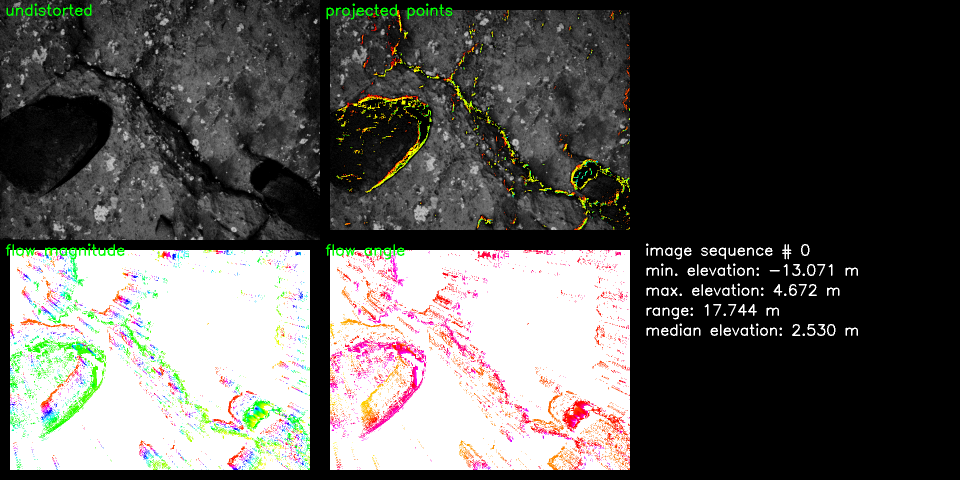 undistorted
projected points
flow magnitude
flow angle
image sequence # 0
min. elevation: −13.071 m
max. elevation: 4.672 m
range: 17.744 m
median elevation: 2.530 m